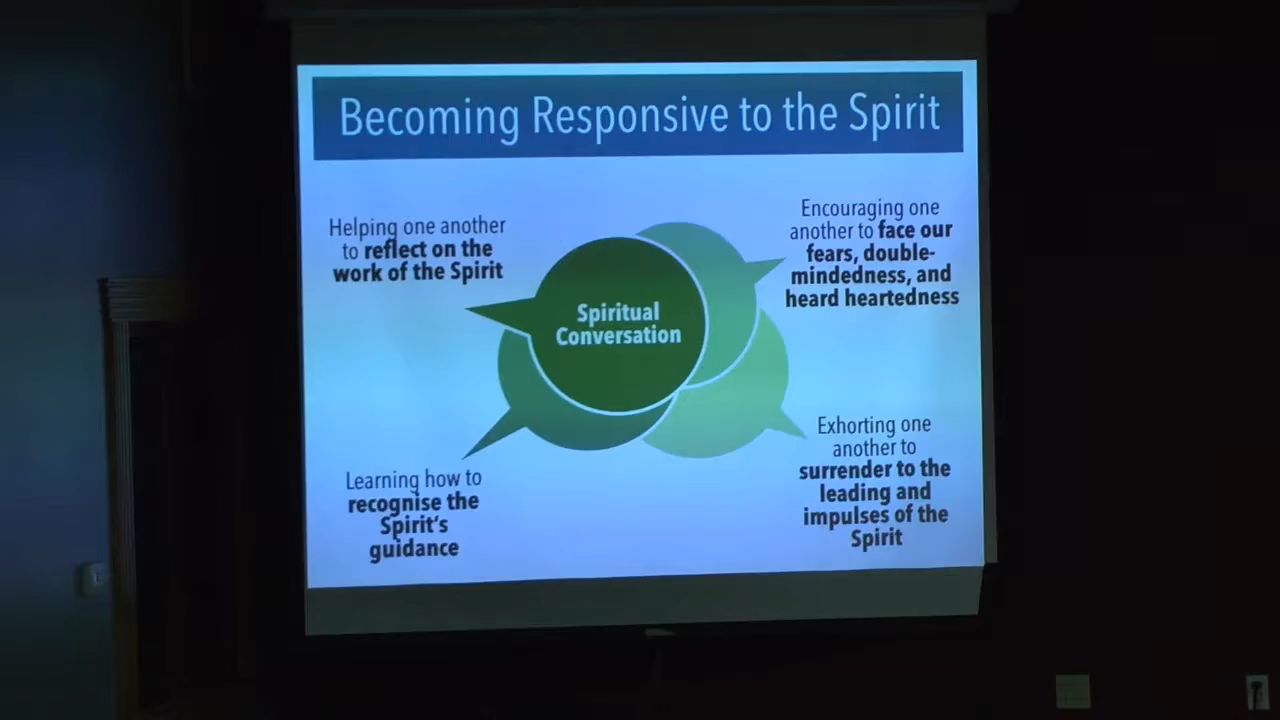 Becoming Responsive to the Spirit
Helping one another
to reflect on the
work of the Spirit
Encouraging one
another to face our
fears, double-
mindedness, and
heard heartedness
Spiritual
Conversation
Learning how to
recognise the
Spirit's
guidance
Exhorting one
another to
surrender to the
leading and
impulses of the
Spirit